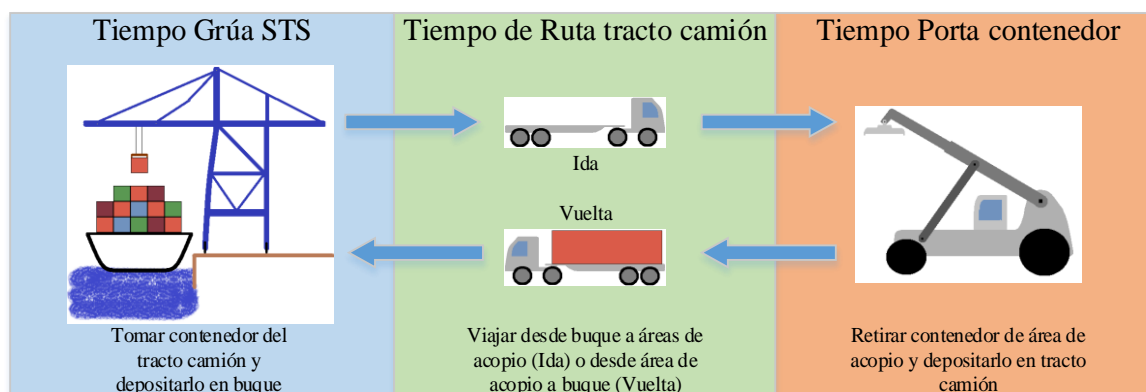 Tiempo Grúa STS
Tiempo de Ruta tracto camión
Tiempo Porta contenedor
Ida
Vuelta
Tomar contenedor del
tracto camión y
depositarlo en buque
Viajar desde buque a áreas de
acopio (Ida) o desde área de
acopio a buque (Vuelta)
Retirar contenedor de área de
acopio y depositarlo en tracto
camión